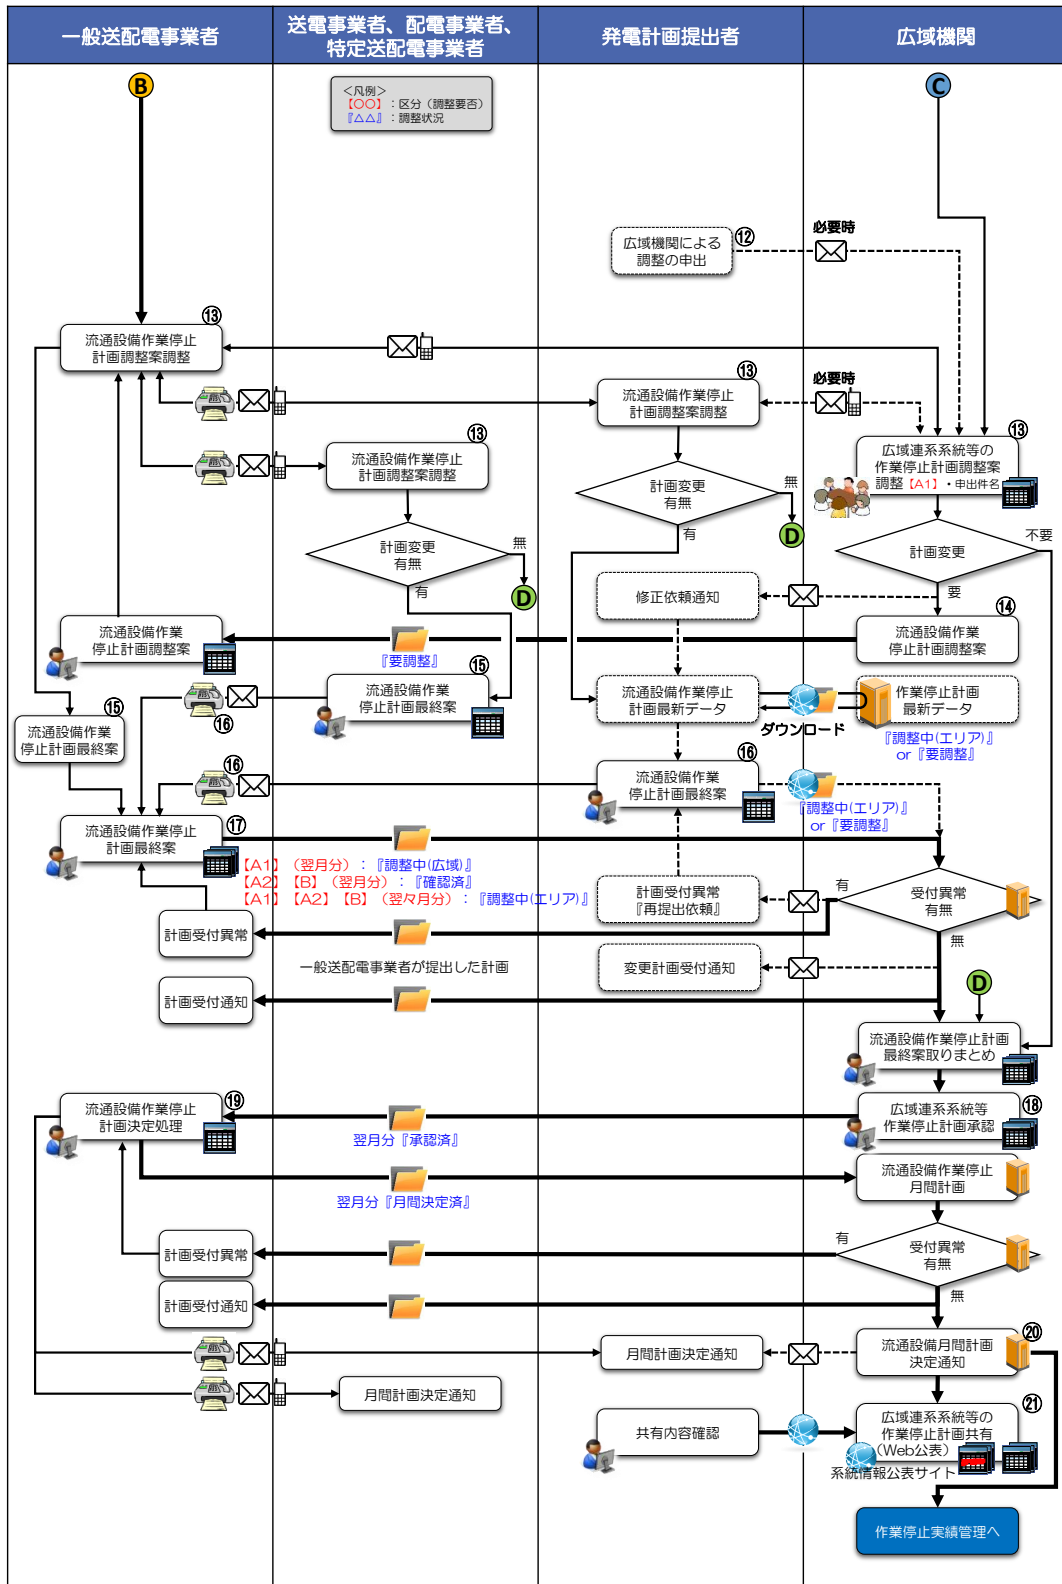 一般送配電事業者
送電事業者、配電事業者、
特定送配電事業者
発電計画提出者
広域機関
B
<凡例>
【〇〇】：区分（調整要否）
『△△』：調整状況
C
広域機関による
調整の申出
⑫
必要時
⑬
流通設備作業停止
計画調整案調整
⑬
流通設備作業停止
計画調整案調整
必要時
⑬
流通設備作業停止
計画調整案調整
⑬
広域連系系統等の
作業停止計画調整案
調整【A1】・申出件名
計画変更
有無
無
D
有
計画変更
有無
無
D
有
計画変更
不要
要
修正依頼通知
⑭
流通設備作業
停止計画調整案
流通設備作業
停止計画調整案
『要調整』
⑮
流通設備作業
停止計画最終案
⑯
⑮
流通設備作業
停止計画最終案
流通設備作業停止
計画最新データ
ダウンロード
作業停止計画
最新データ
『調整中(エリア)』
or『要調整』
⑯
⑯
流通設備作業
停止計画最終案
『調整中(エリア)』
or『要調整』
⑰
流通設備作業停止
計画最終案
【A1】（翌月分）：『調整中(広域)』
【A2】【B】（翌月分）：『確認済』
【A1】【A2】【B】（翌々月分）：『調整中(エリア)』
計画受付異常
『再提出依頼』
有
受付異常
有無
無
計画受付異常
一般送配電事業者が提出した計画
変更計画受付通知
計画受付通知
D
流通設備作業停止計画
最終案取りまとめ
⑲
流通設備作業停止
計画決定処理
翌月分『承認済』
⑱
広域連系系統等
作業停止計画承認
翌月分『月間決定済』
流通設備作業停止
月間計画
計画受付異常
有
受付異常
有無
無
計画受付通知
月間計画決定通知
⑳
流通設備月間計画
決定通知
月間計画決定通知
共有内容確認
㉑
広域連系系統等の
作業停止計画共有
（Web公表）
系統情報公表サイト
作業停止実績管理へ